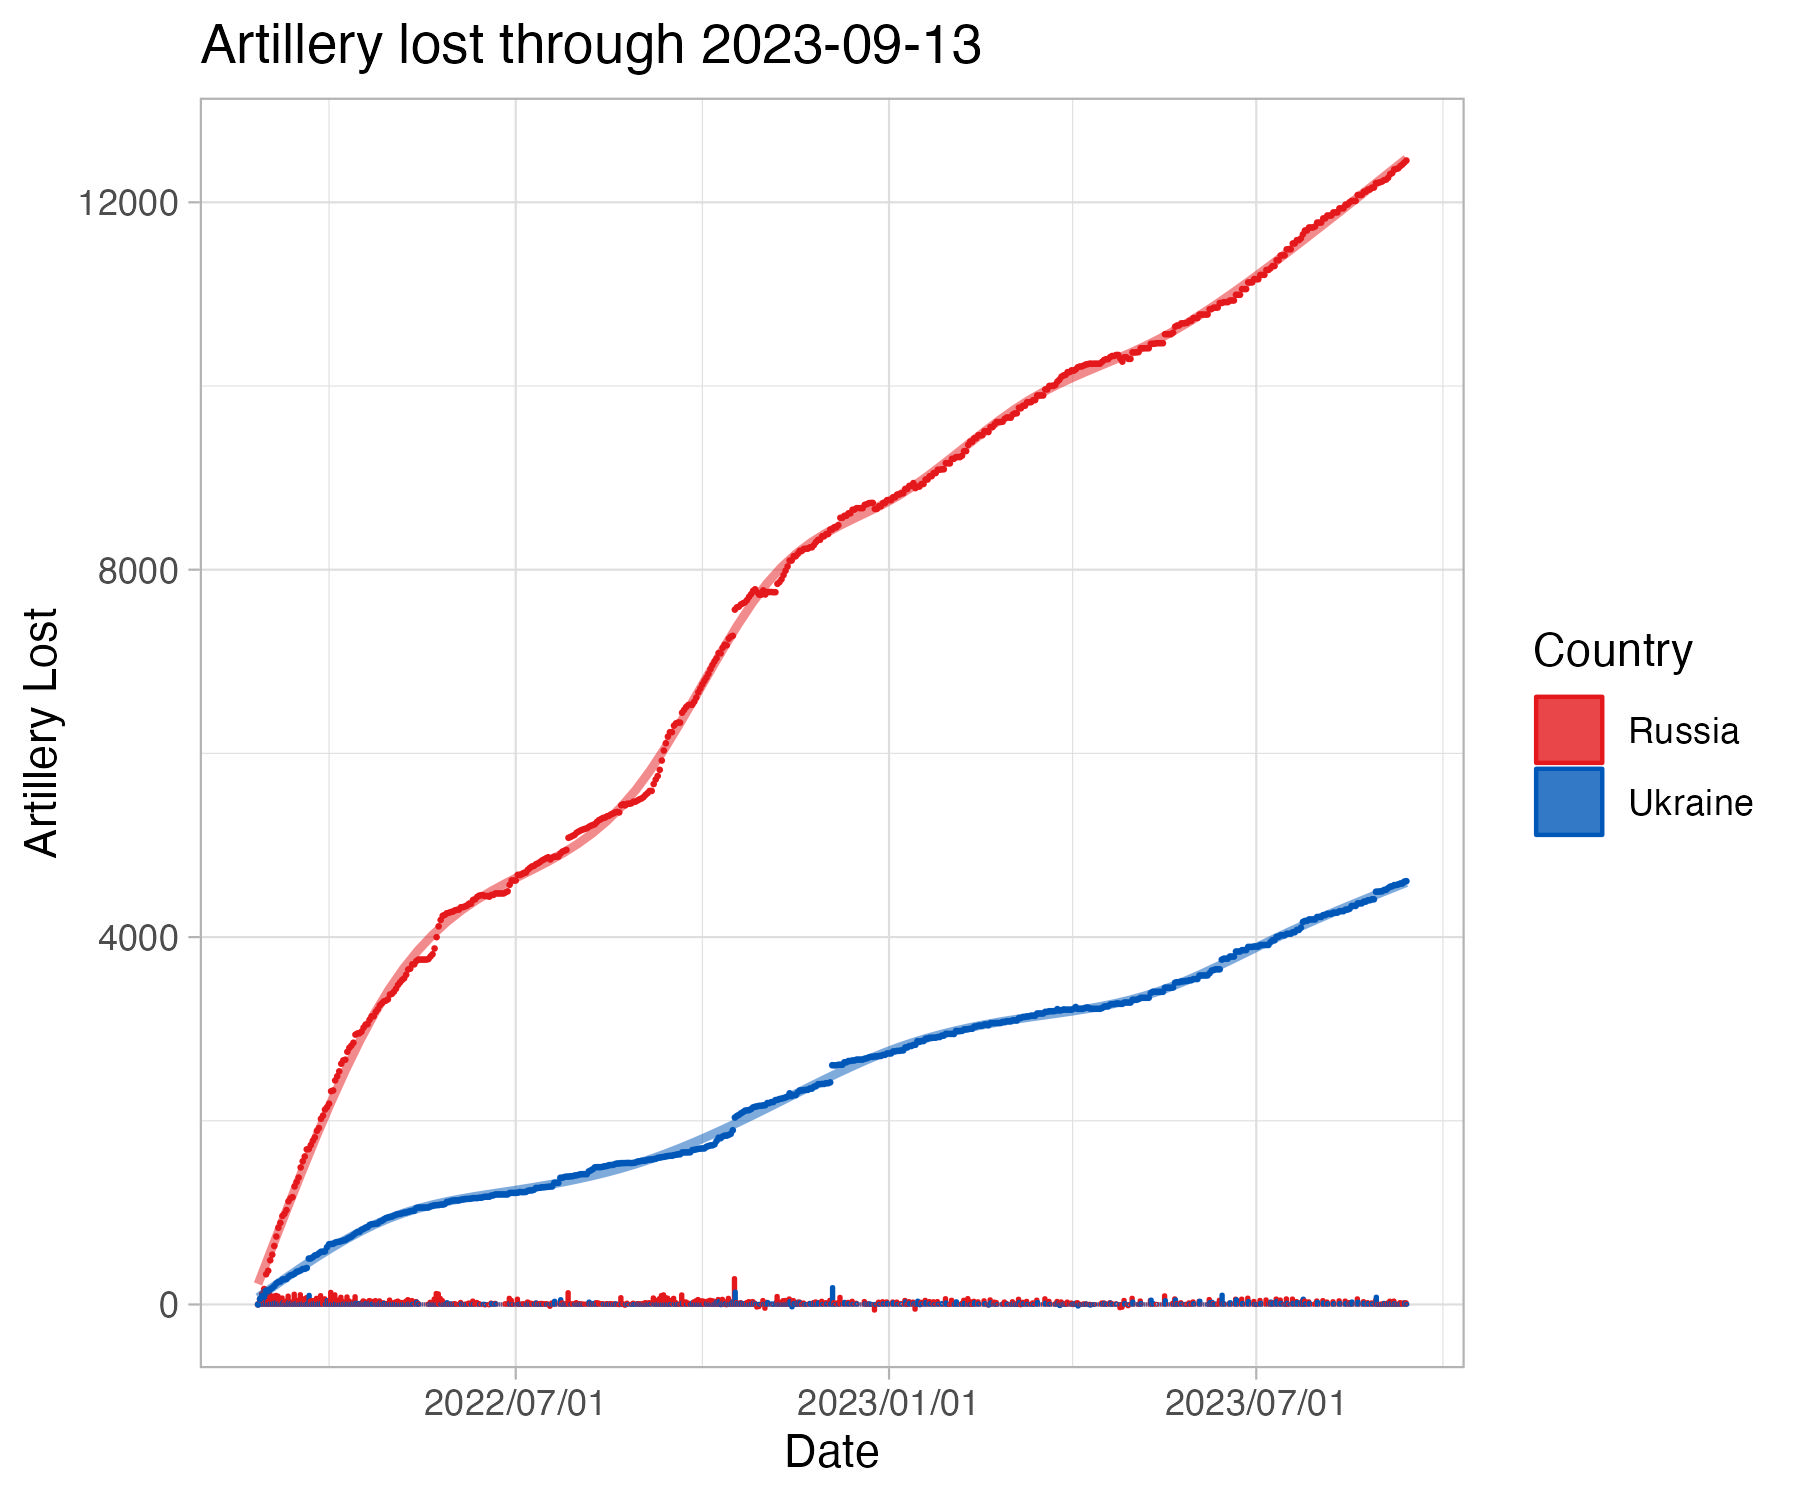 Artillery lost through 2023-09-13
Artillery Lost
12000
8000
4000
0
2022/07/01
2023/01/01
2023/07/01
Date
Country
Russia
Ukraine